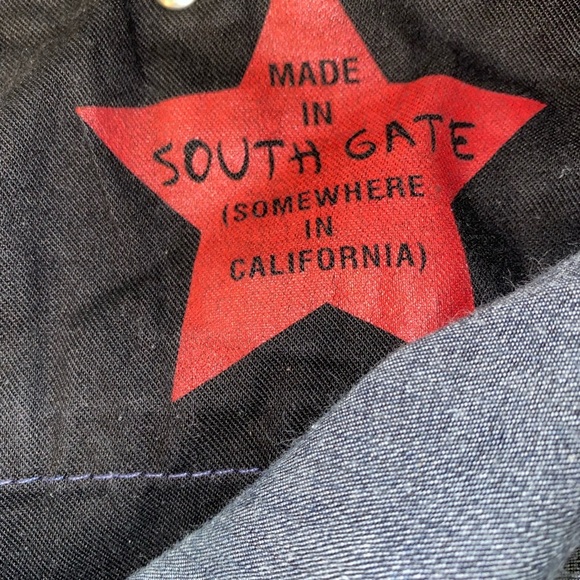 MADE
IN
SOUTH GATE
(SOMEWHERE
IN
CALIFORNIA)